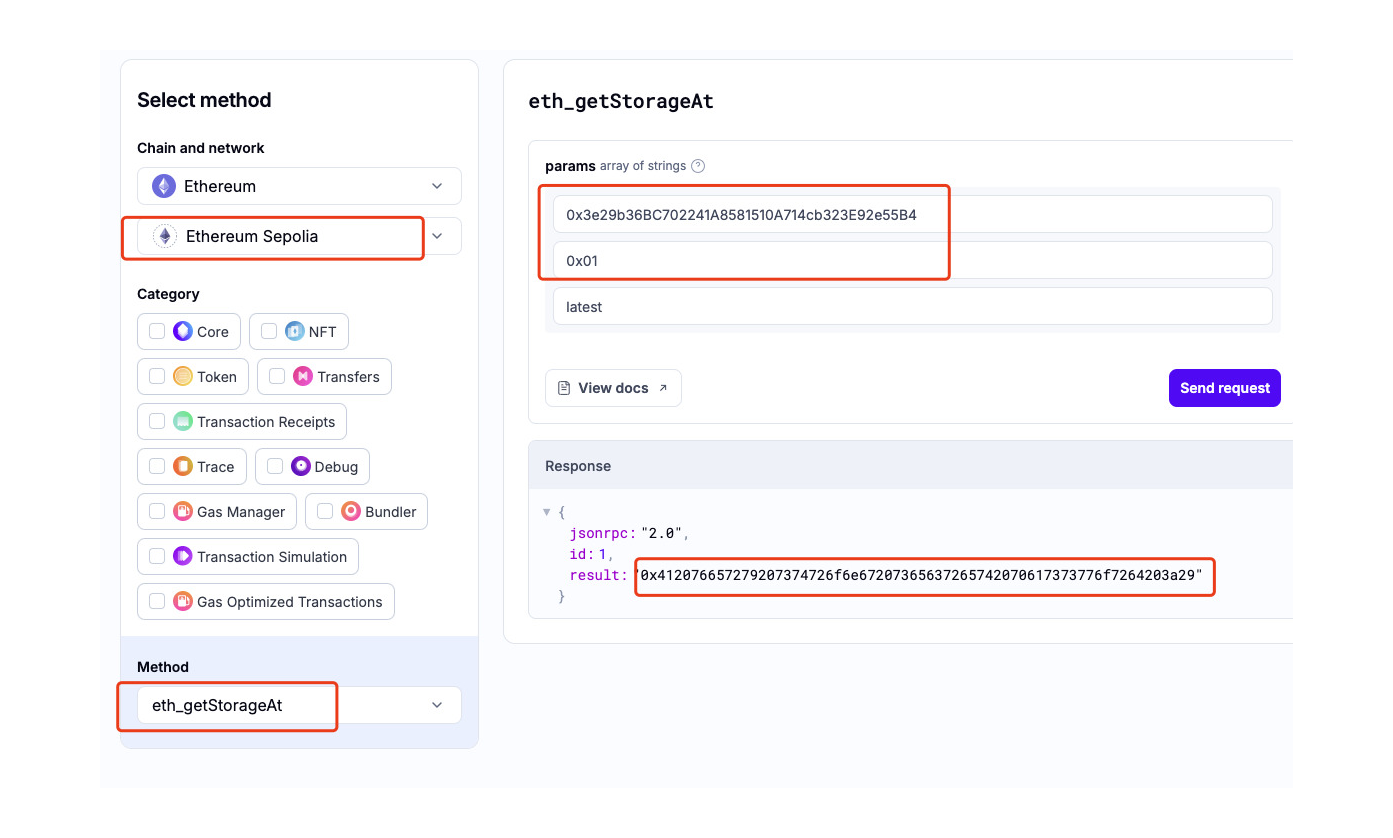 Select method
Chain and network
Ethereum
Ethereum Sepolia
Category
Core
NFT
Token
Transfers
Transaction Receipts
Trace
Debug
Gas Manager
Bundler
Transaction Simulation
Gas Optimized Transactions
Method
eth_getStorageAt
eth_getStorageAt
params array of strings ?
0x3e29b36BC702241A8581510A714cb323E92e55B4
0x01
latest
View docs ↗
Send request
Response
▼ {
jsonrpc: "2.0",
id: 1,
result: "0x412076657279207374726f6e67207365637265742070617373776f7264203a29"
}